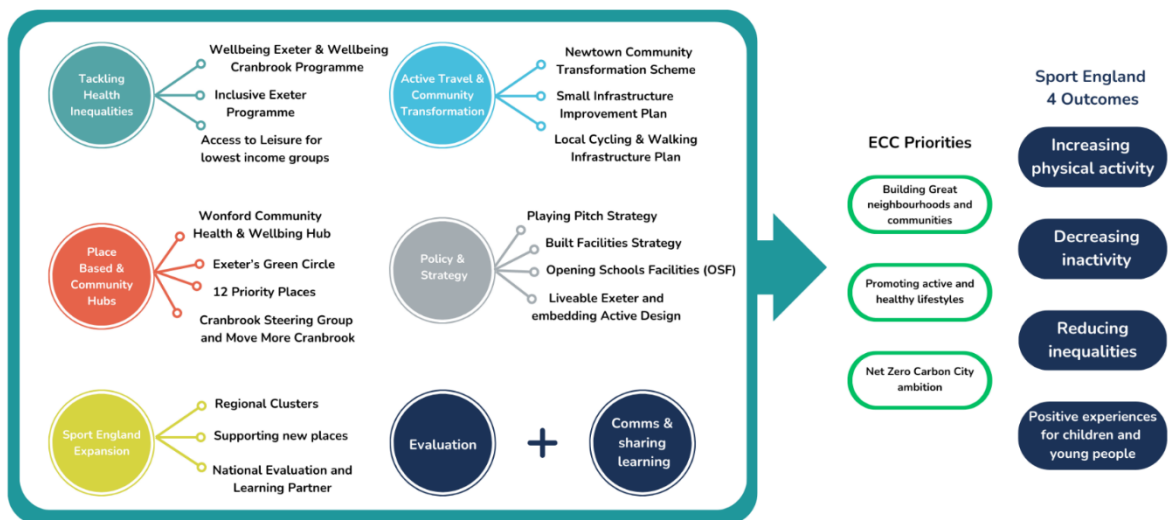 Tackling
Health
Inequalities
Wellbeing Exeter & Wellbeing
Cranbrook Programme
Inclusive Exeter
Programme
Access to Leisure for
lowest income groups
Active Travel &
Community
Transformation
Newtown Community
Transformation Scheme
Small Infrastructure
Improvement Plan
Local Cycling & Walking
Infrastructure Plan
Place
Based &
Community
Hubs
Wonford Community
Health & Wellbing Hub
Exeter's Green Circle
12 Priority Places
Cranbrook Steering Group
and Move More Cranbrook
Policy
& Strategy
Playing Pitch Strategy
Built Facilities Strategy
Opening Schools Facilities (OSF)
Liveable Exeter and
embedding Active Design
Sport England
Expansion
Regional Clusters
Supporting new places
National Evaluation and
Learning Partner
Evaluation
+
Comms &
sharing
learning
ECC Priorities
Building Great
neighbourhoods and
communities
Promoting active and
healthy lifestyles
Net Zero Carbon City
ambition
Sport England
4 Outcomes
Increasing
physical activity
Decreasing
inactivity
Reducing
inequalities
Positive experiences
for children and
young people